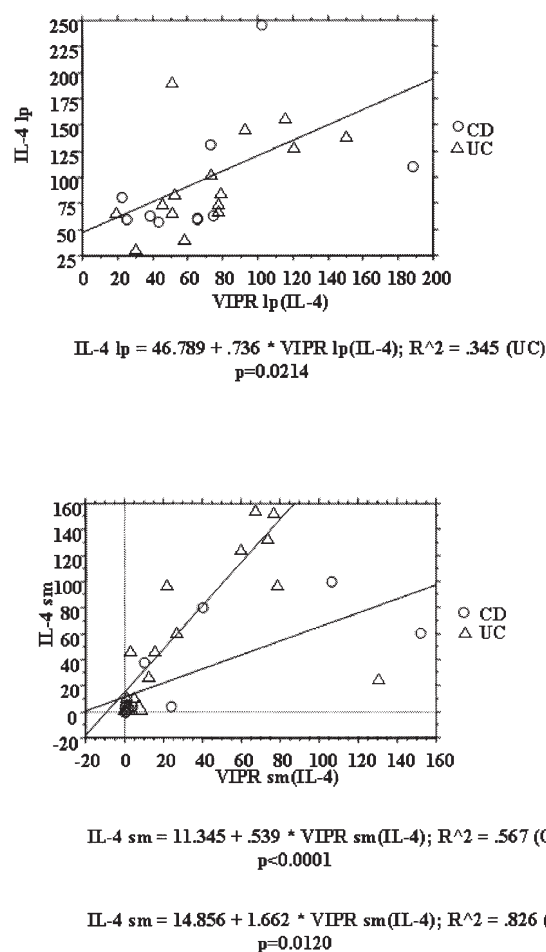 250
225
200
175
150
125
100
75
50
25
IL-4 lp
0 20 40 60 80 100 120 140 160 180 200
VIPR lp(IL-4)
CD
UC
IL-4 lp = 46.789 + .736 * VIPR lp(IL-4); R^2 = .345 (UC)
p=0.0214
160
140
120
100
80
60
40
20
0
-20
IL-4 sm
-20 0 20 40 60 80 100 120 140 160
VIPR sm(IL-4)
CD
UC
IL-4 sm = 11.345 + .539 * VIPR sm(IL-4); R^2 = .567 (
p<0.0001
IL-4 sm = 14.856 + 1.662 * VIPR sm(IL-4); R^2 = .826 (
p=0.0120